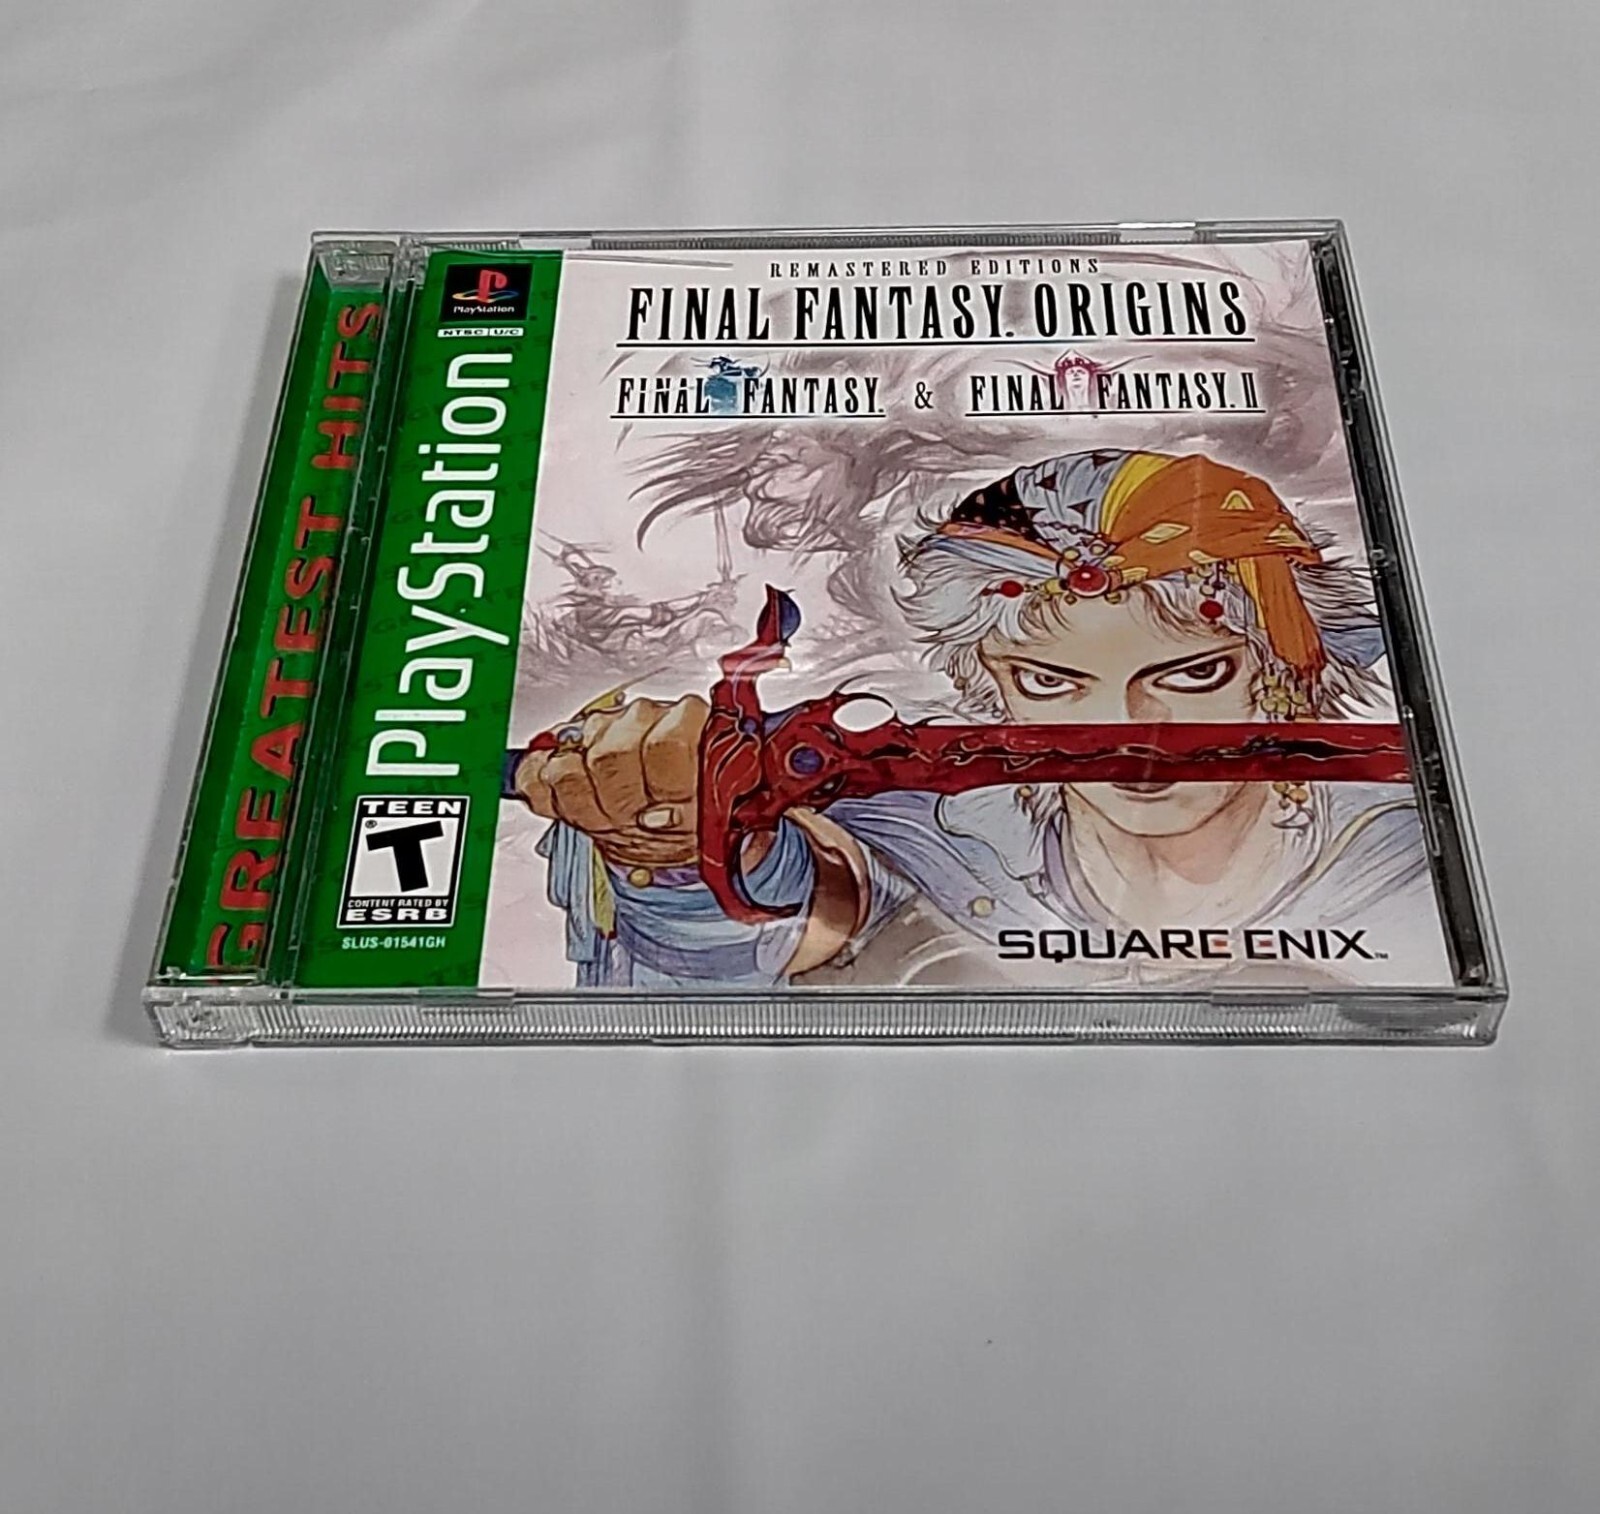 GREATEST HITS
PlayStation
NTSC U/C
PlayStation
TEEN
T
CONTENT RATED BY
ESRB
SLUS-01541GH
REMASTERED EDITIONS
FINAL FANTASY. ORIGINS
FINAL FANTASY. & FINAL FANTASY. II
SQUARE ENIX™